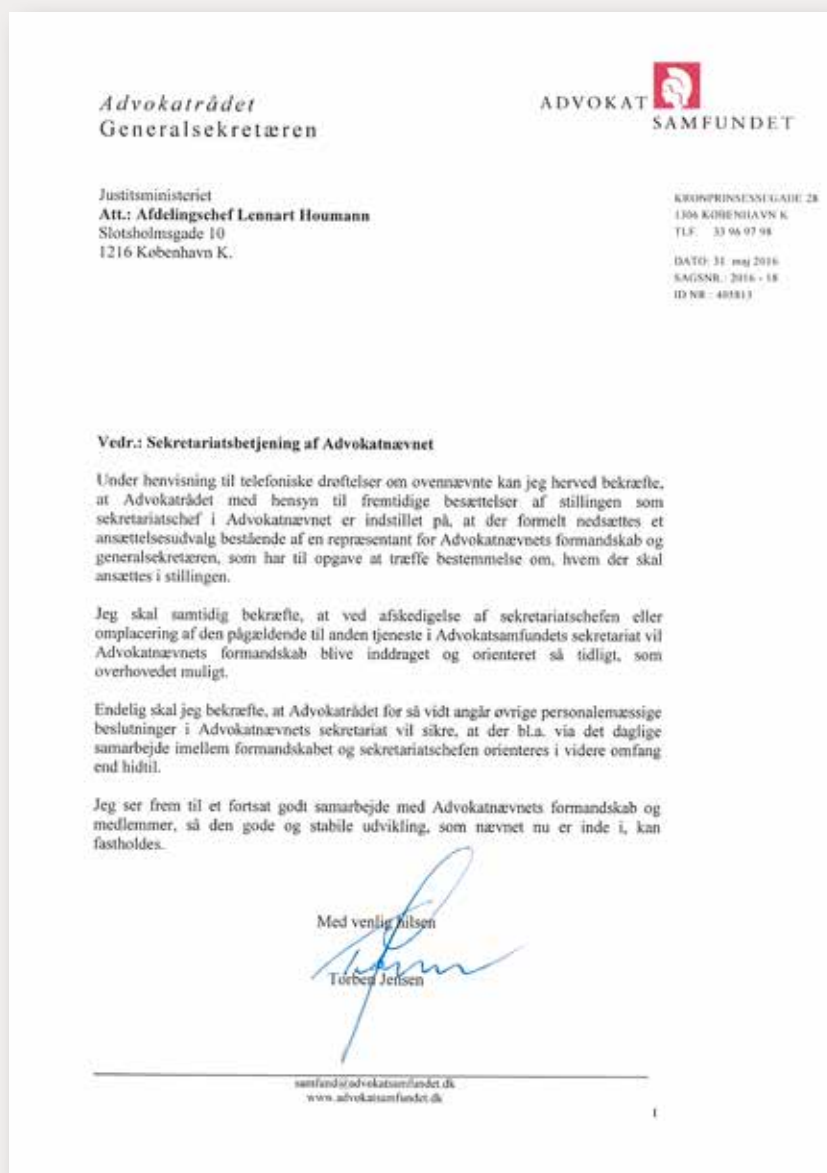 Advokatrådet
Generalsekretæren
ADVOKAT
SAMFUNDET
Justitsministeriet
Att.: Afdelingschef Lennart Houmann
Slotsholmsgade 10
1216 København K.
KRONPRINSESSEGADE 28
1306 KØBENHAVN K
TLF. 33 96 97 98
DATO: 31. maj 2016
SAGSNR.: 2016 - 18
ID NR.: 405813
Vedr.: Sekretariatsbetjening af Advokatnævnet
Under henvisning til telefoniske drøftelser om ovennævnte kan jeg herved bekræfte,
at Advokatrådet med hensyn til fremtidige besættelser af stillingen som
sekretariatschef i Advokatnævnet er indstillet på, at der formelt nedsættes et
ansættelsesudvalg bestående af en repræsentant for Advokatnævnets formandskab og
generalsekretæren, som har til opgave at træffe bestemmelse om, hvem der skal
ansættes i stillingen.
Jeg skal samtidig bekræfte, at ved afskedigelse af sekretariatschefen eller
omplacering af den pågældende til anden tjeneste i Advokatsamfundets sekretariat vil
Advokatnævnets formandskab blive inddraget og orienteret så tidligt, som
overhovedet muligt.
Endelig skal jeg bekræfte, at Advokatrådet for så vidt angår øvrige personalemæssige
beslutninger i Advokatnævnets sekretariat vil sikre, at der bl.a. via det daglige
samarbejde imellem formandskabet og sekretariatschefen orienteres i videre omfang
end hidtil.
Jeg ser frem til et fortsat godt samarbejde med Advokatnævnets formandskab og
medlemmer, så den gode og stabile udvikling, som nævnet nu er inde i, kan
fastholdes.
Med venlig hilsen
Torben Jensen
samfund@advokatsamfundet.dk
www.advokatsamfundet.dk
1